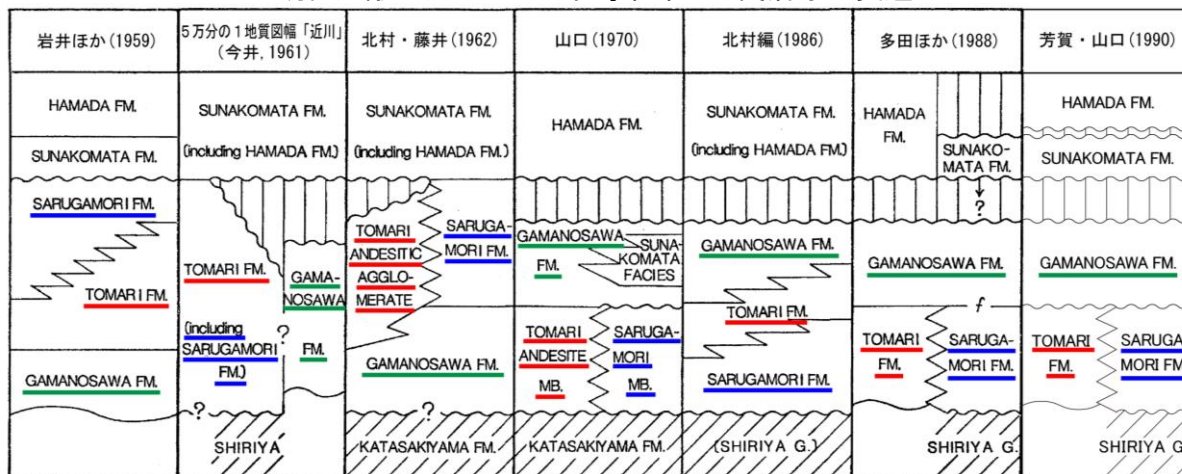 岩井ほか(1959)
5万分の1地質図幅「近川」
(今井, 1961)
北村・藤井(1962)
山口(1970)
北村編(1986)
多田ほか(1988)
芳賀・山口(1990)
HAMADA FM.
SUNAKOMATA FM.
SARUGAMORI FM.
TOMARI FM.
GAMANOSAWA FM.
?
SUNAKOMATA FM.
(including HAMADA FM.)
TOMARI FM.
(including
SARUGAMORI
FM.)
GAMA-
NOSAWA
?
FM.
SHIRIYA
SUNAKOMATA FM.
(including HAMADA FM.)
TOMARI
ANDESITIC
AGGLO-
MERATE
SARUGA-
MORI FM.
GAMANOSAWA FM.
?
KATASAKIYAMA FM.
HAMADA FM.
GAMANOSAWA
FM.
SUNA-
KOMATA
FACIES
TOMARI
ANDESITE
MB.
SARUGA-
MORI
MB.
KATASAKIYAMA FM.
SUNAKOMATA FM.
(including HAMADA FM.)
GAMANOSAWA FM.
TOMARI FM.
SARUGAMORI FM.
(SHIRIYA G.)
HAMADA
FM.
SUNAKO-
MATA FM.
?
GAMANOSAWA FM.
f
TOMARI
FM.
SARUGA-
MORI FM.
SHIRIYA G.
HAMADA FM.
SUNAKOMATA FM.
GAMANOSAWA FM.
TOMARI
FM.
SARUGA
MORI FM
SHIRIYA G